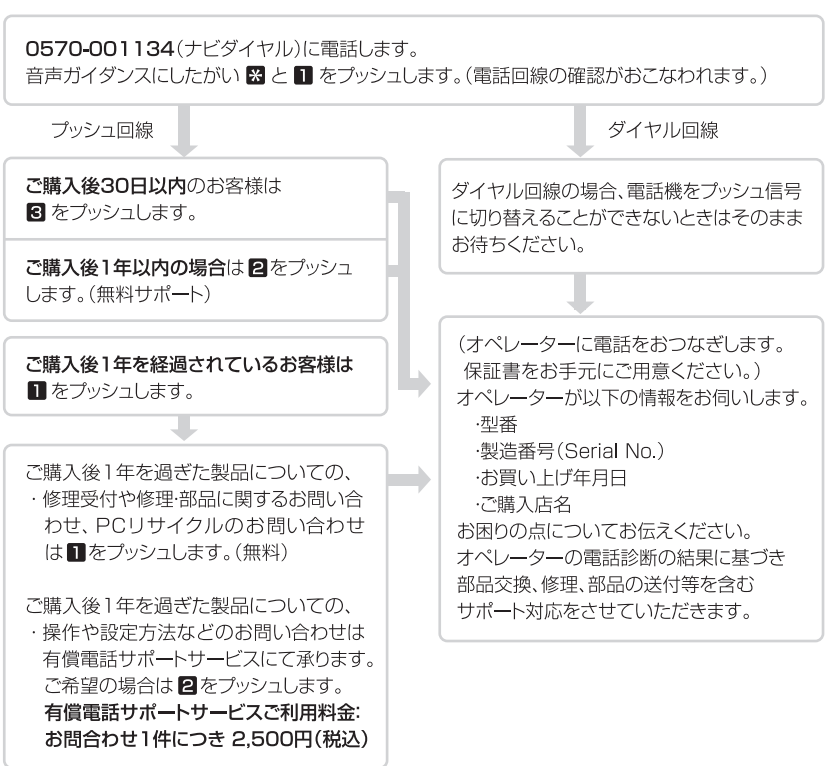 0570-001134(ナビダイヤル)に電話します。
音声ガイダンスにしたがい * と 1 をプッシュします。(電話回線の確認がおこなわれます。)
プッシュ回線
ダイヤル回線
ご購入後30日以内のお客様は
3 をプッシュします。
ご購入後1年以内の場合は 2 をプッシュ
します。(無料サポート)
ご購入後1年を経過されているお客様は
1 をプッシュします。
ご購入後1年を過ぎた製品についての、
・修理受付や修理・部品に関するお問い合
わせ、PCリサイクルのお問い合わせ
は 1 をプッシュします。(無料)
ご購入後1年を過ぎた製品についての、
・操作や設定方法などのお問い合わせは
有償電話サポートサービスにて承ります。
ご希望の場合は 2 をプッシュします。
有償電話サポートサービスご利用料金:
お問合わせ1件につき 2,500円(税込)
ダイヤル回線の場合、電話機をプッシュ信号
に切り替えることができないときはそのまま
お待ちください。
(オペレーターに電話をおつなぎします。
保証書をお手元にご用意ください。)
オペレーターが以下の情報をお伺いします。
・型番
・製造番号(Serial No.)
・お買い上げ年月日
・ご購入店名
お困りの点についてお伝えください。
オペレーターの電話診断の結果に基づき
部品交換、修理、部品の送付等を含む
サポート対応をさせていただきます。